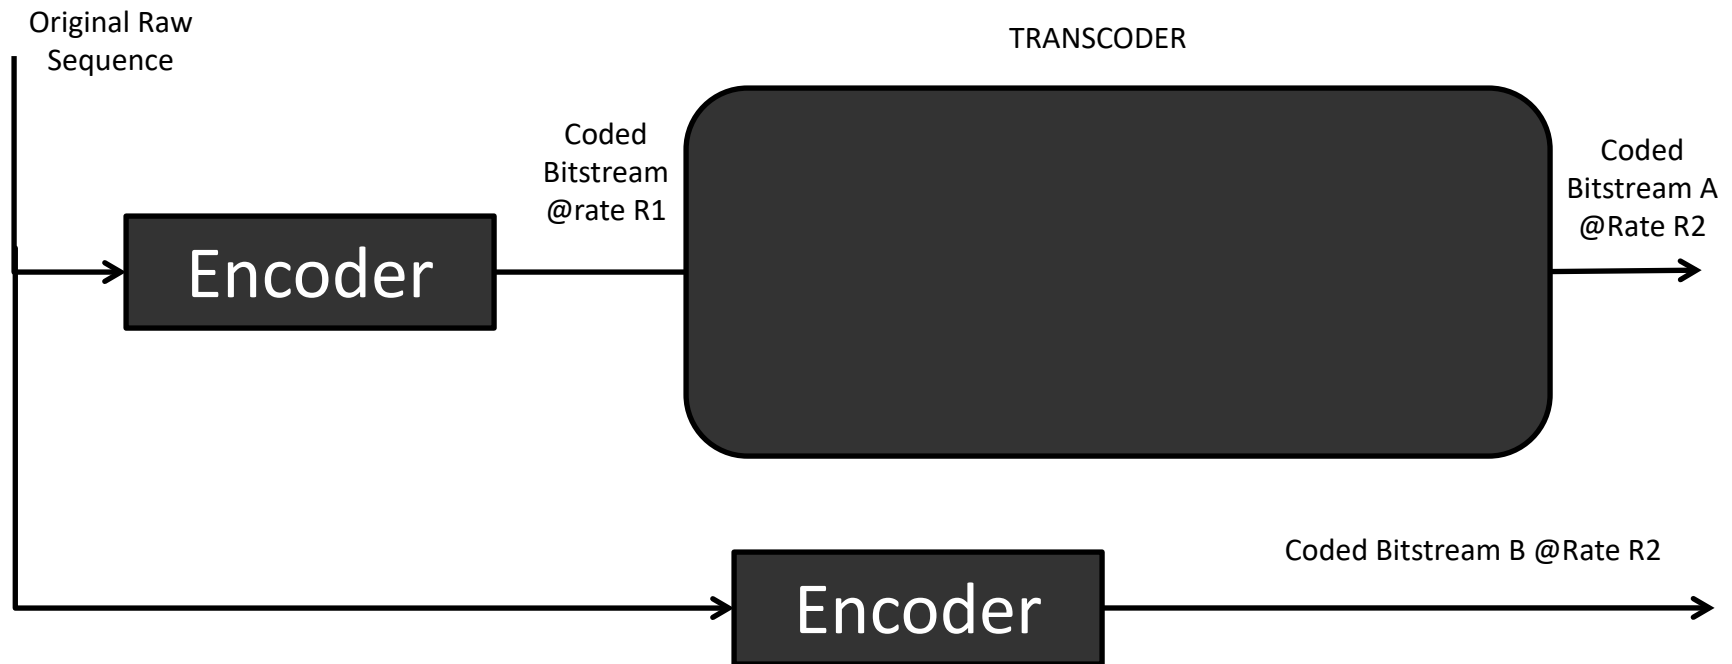 Original Raw
Sequence
TRANSCODER
Coded
Bitstream
@rate R1
Coded
Bitstream A
@Rate R2
Encoder
Coded Bitstream B @Rate R2
Encoder